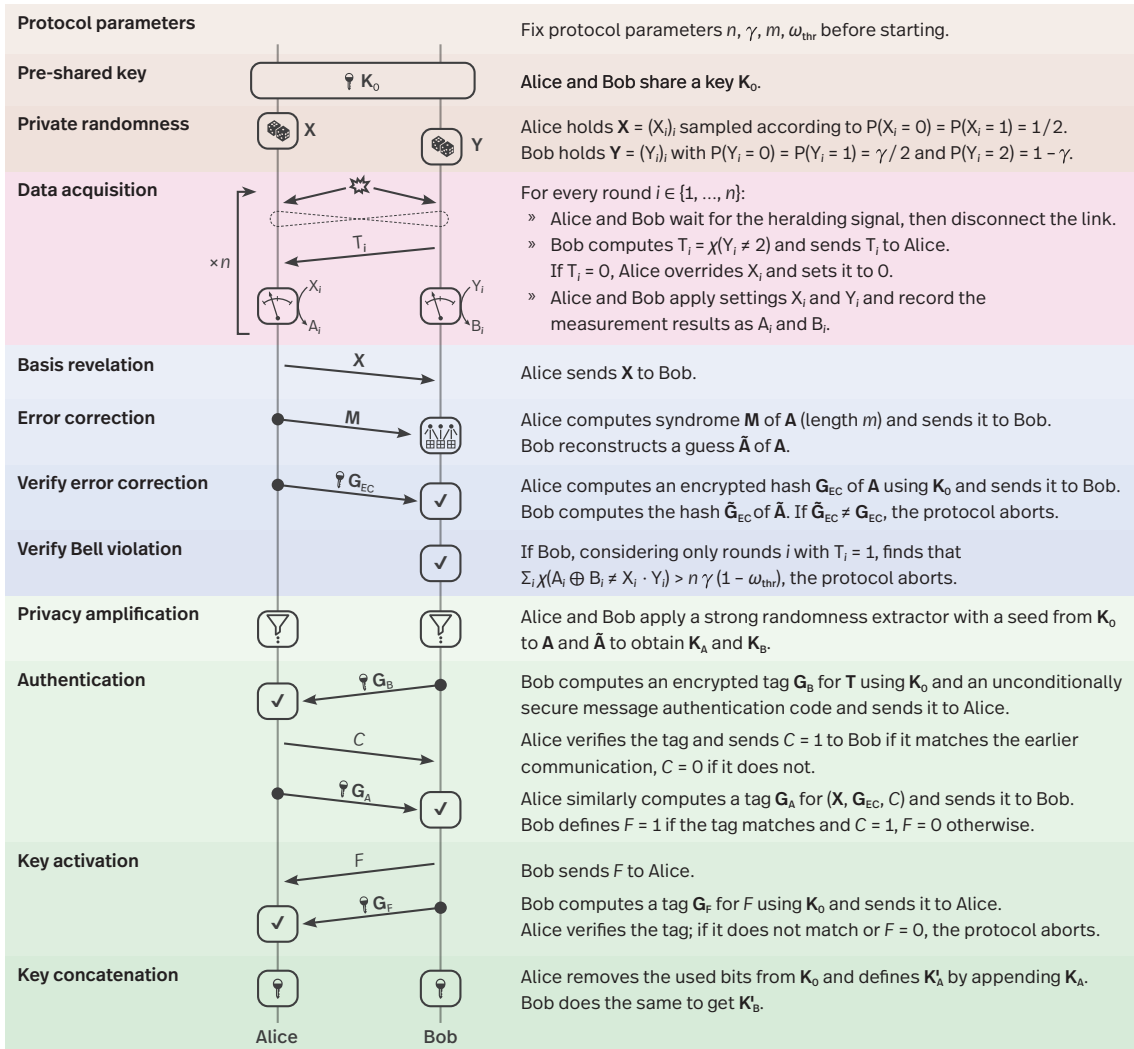 Protocol parameters
Fix protocol parameters n, γ, m, ω_thr before starting.
Pre-shared key
K₀
Alice and Bob share a key K₀.
Private randomness
X
Y
Alice holds X = (Xᵢ)ᵢ sampled according to P(Xᵢ = 0) = P(Xᵢ = 1) = 1/2.
Bob holds Y = (Yᵢ)ᵢ with P(Yᵢ = 0) = P(Yᵢ = 1) = γ/2 and P(Yᵢ = 2) = 1 – γ.
Data acquisition
×n
Tᵢ
Xᵢ
Aᵢ
Yᵢ
Bᵢ
For every round i ∈ {1, ..., n}:
» Alice and Bob wait for the heralding signal, then disconnect the link.
» Bob computes Tᵢ = χ(Yᵢ ≠ 2) and sends Tᵢ to Alice.
If Tᵢ = 0, Alice overrides Xᵢ and sets it to 0.
» Alice and Bob apply settings Xᵢ and Yᵢ and record the
measurement results as Aᵢ and Bᵢ.
Basis revelation
X
Alice sends X to Bob.
Error correction
M
Alice computes syndrome M of A (length m) and sends it to Bob.
Bob reconstructs a guess Ã of A.
Verify error correction
G_EC
Alice computes an encrypted hash G_EC of A using K₀ and sends it to Bob.
Bob computes the hash G̃_EC of Ã. If G̃_EC ≠ G_EC, the protocol aborts.
Verify Bell violation
If Bob, considering only rounds i with Tᵢ = 1, finds that
Σᵢ χ(Aᵢ ⊕ Bᵢ ≠ Xᵢ · Yᵢ) > n γ (1 – ω_thr), the protocol aborts.
Privacy amplification
Alice and Bob apply a strong randomness extractor with a seed from K₀
to A and Ã to obtain K_A and K_B.
Authentication
G_B
Bob computes an encrypted tag G_B for T using K₀ and an unconditionally
secure message authentication code and sends it to Alice.
C
Alice verifies the tag and sends C = 1 to Bob if it matches the earlier
communication, C = 0 if it does not.
G_A
Alice similarly computes a tag G_A for (X, G_EC, C) and sends it to Bob.
Bob defines F = 1 if the tag matches and C = 1, F = 0 otherwise.
Key activation
F
Bob sends F to Alice.
G_F
Bob computes a tag G_F for F using K₀ and sends it to Alice.
Alice verifies the tag; if it does not match or F = 0, the protocol aborts.
Key concatenation
Alice removes the used bits from K₀ and defines K'_A by appending K_A.
Bob does the same to get K'_B.
Alice
Bob